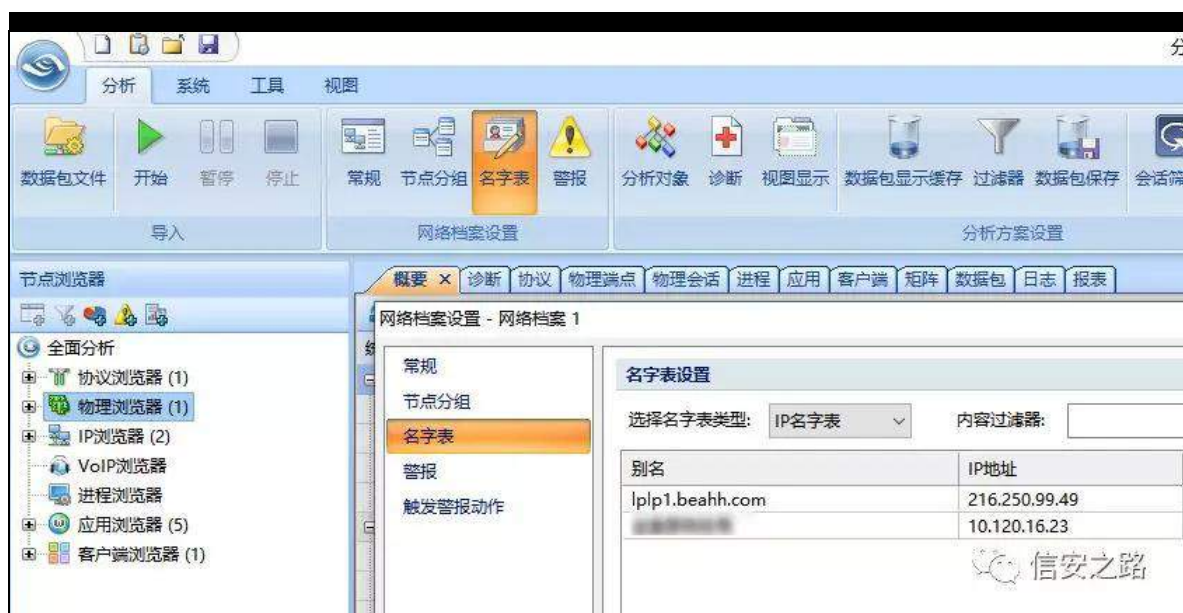 分
分析 系统 工具 视图
数据包文件 开始 暂停 停止 常规 节点分组 名字表 警报 分析对象 诊断 视图显示 数据包显示缓存 过滤器 数据包保存 会话筛
导入 网络档案设置 分析方案设置
节点浏览器
概要 诊断 协议 物理端点 物理会话 进程 应用 客户端 矩阵 数据包 日志 报表
网络档案设置 - 网络档案 1
全面分析
协议浏览器 (1)
物理浏览器 (1)
IP浏览器 (2)
VoIP浏览器
进程浏览器
应用浏览器 (5)
客户端浏览器 (1)
常规
节点分组
名字表
警报
触发警报动作
名字表设置
选择名字表类型: IP名字表 内容过滤器:
别名 IP地址
lplp1.beahh.com 216.250.99.49
10.120.16.23
信安之路